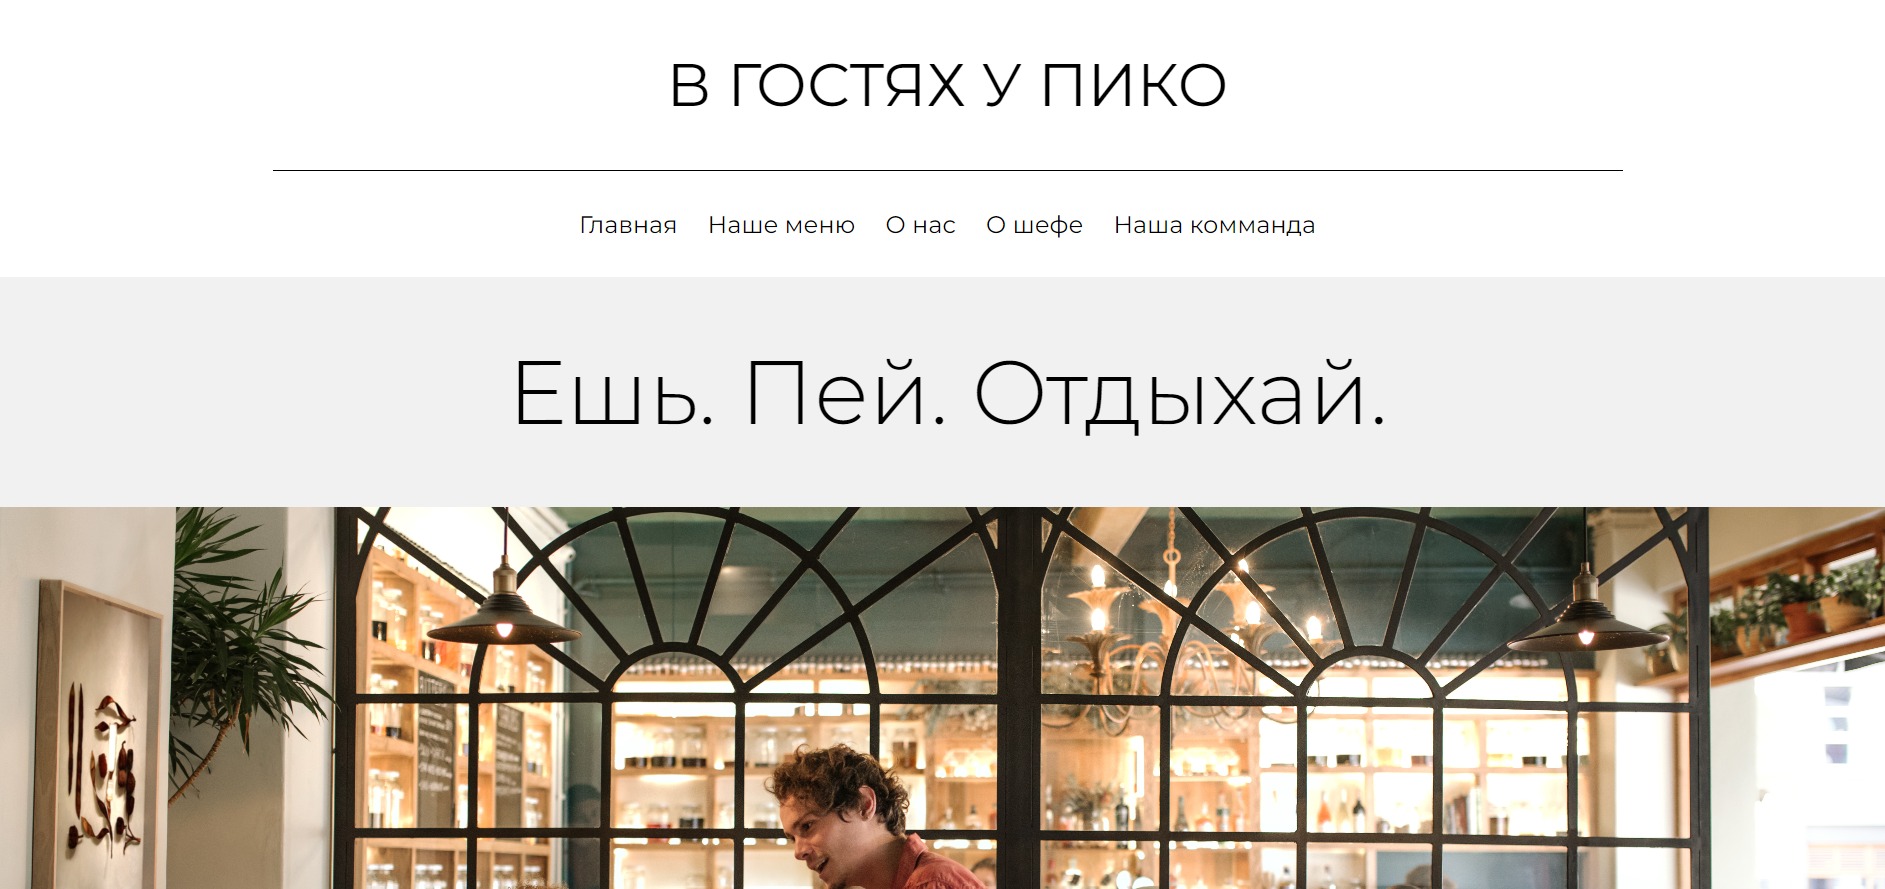 В ГОСТЯХ У ПИКО
Главная Наше меню О нас О шефе Наша комманда
Ешь. Пей. Отдыхай.